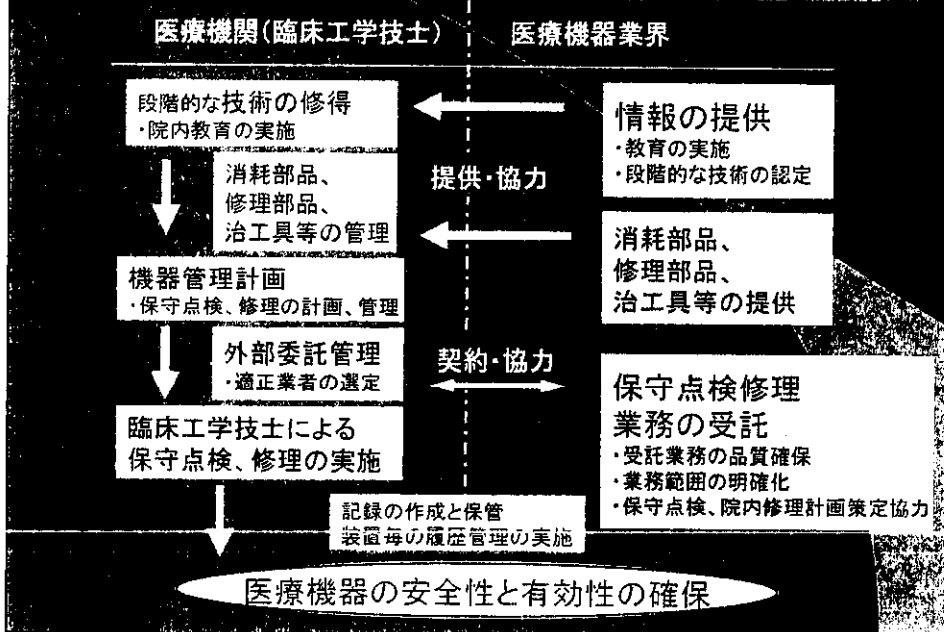 医療機関(臨床工学技士)
医療機器業界
段階的な技術の修得
・院内教育の実施
消耗部品、
修理部品、
治工具等の管理
機器管理計画
・保守点検、修理の計画、管理
外部委託管理
・適正業者の選定
臨床工学技士による
保守点検、修理の実施
提供・協力
契約・協力
情報の提供
・教育の実施
・段階的な技術の認定
消耗部品、
修理部品、
治工具等の提供
保守点検修理
業務の受託
・受託業務の品質確保
・業務範囲の明確化
・保守点検、院内修理計画策定協力
記録の作成と保管
装置毎の履歴管理の実施
医療機器の安全性と有効性の確保